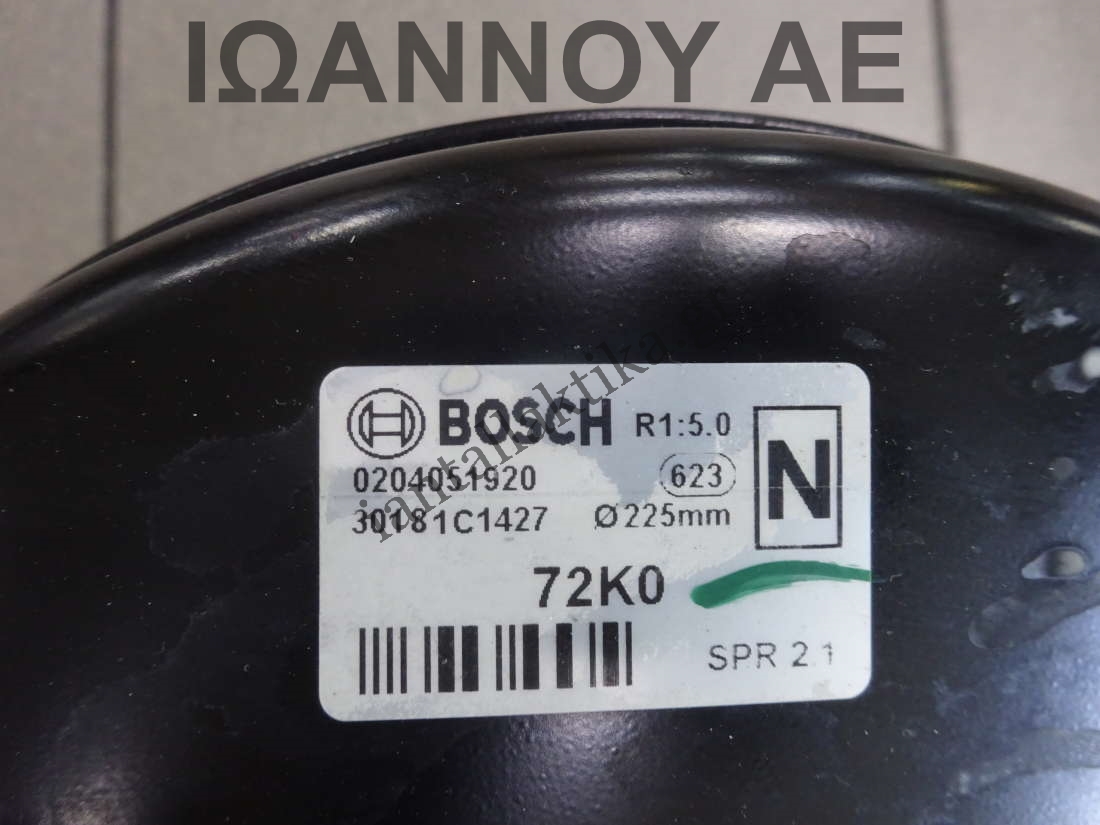 ΙΩΑΝΝΟΥ ΑΕ
BOSCH R1:5.0
N
0204051920 623
30181C1427 Ø225mm
72K0
SPR 2.1